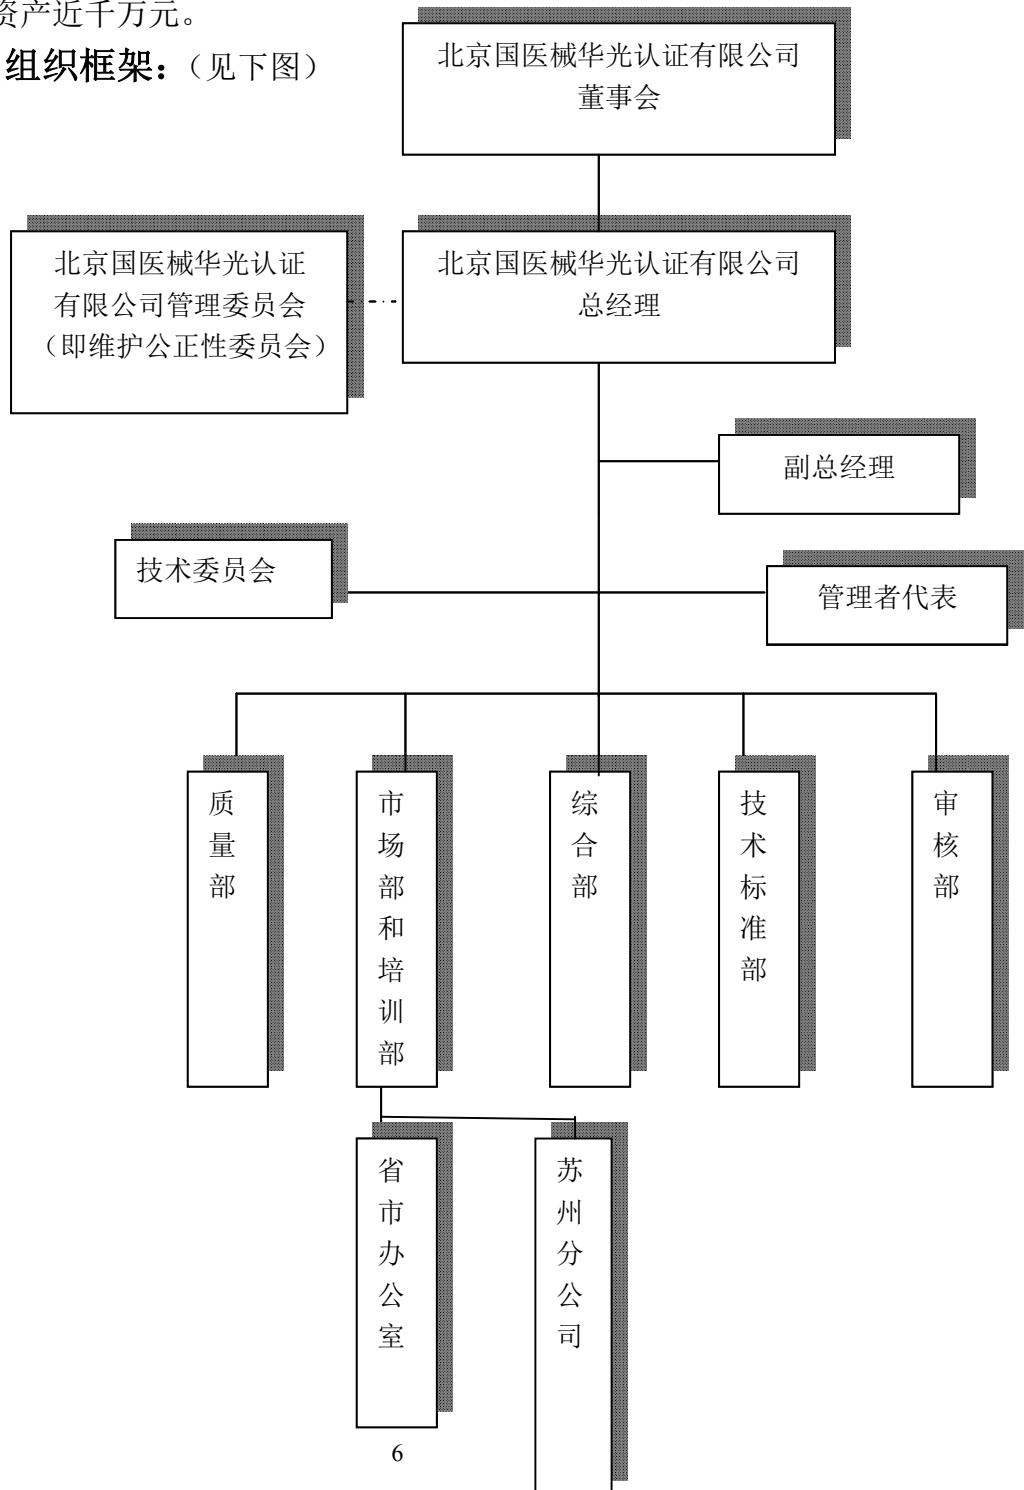 资产近千万元。
组织框架：（见下图）
北京国医械华光认证有限公司
董事会
北京国医械华光认证
有限公司管理委员会
（即维护公正性委员会）
北京国医械华光认证有限公司
总经理
副总经理
技术委员会
管理者代表
质量部
市场部和培训部
综合部
技术标准部
审核部
省市办公室
苏州分公司
6